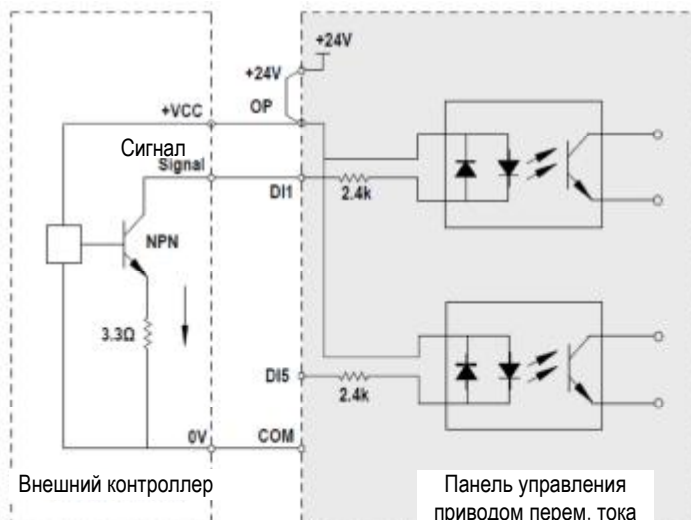 +24V
+24V
+VCC
OP
Сигнал
Signal
DI1
2.4k
NPN
3.3Ω
DI5
2.4k
0V
COM
Внешний контроллер
Панель управления
приводом перем. тока